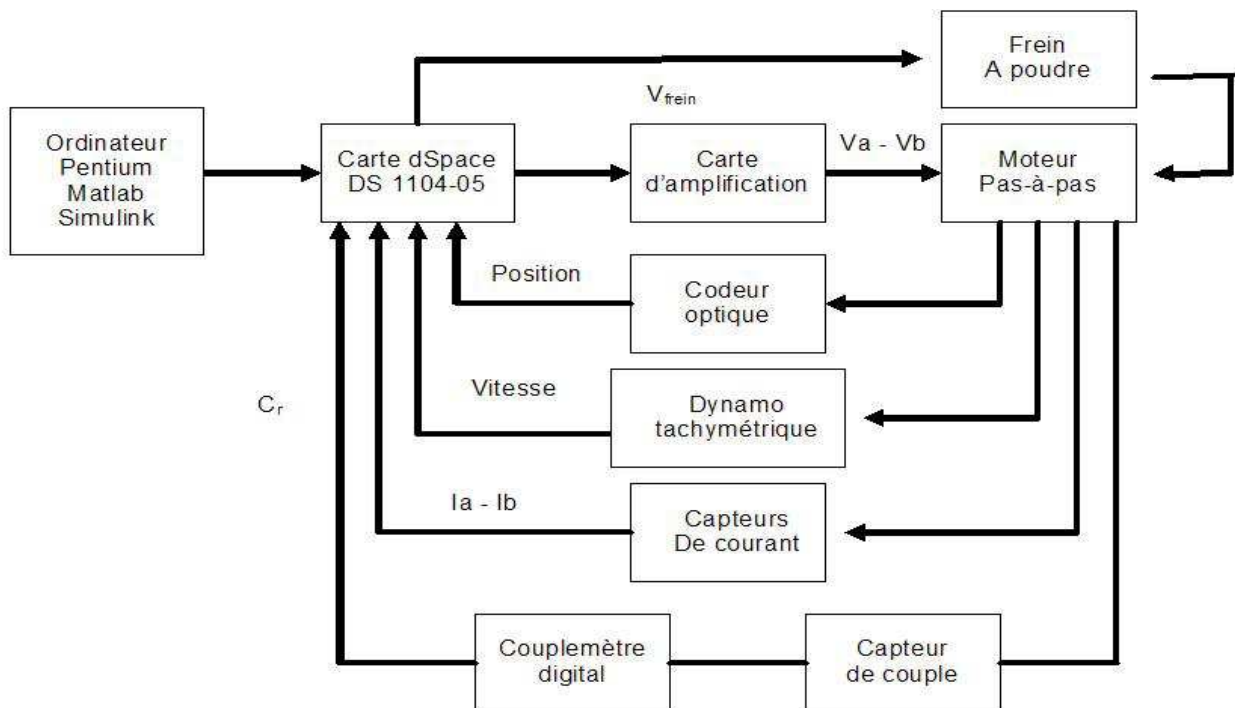 Frein
A poudre
V frein
Ordinateur
Pentium
Matlab
Simulink
Carte dSpace
DS 1104-05
Carte
d'amplification
Va - Vb
Moteur
Pas-à-pas
Position
Codeur
optique
Vitesse
Dynamo
tachymétrique
Cr
Ia - Ib
Capteurs
De courant
Couplemètre
digital
Capteur
de couple